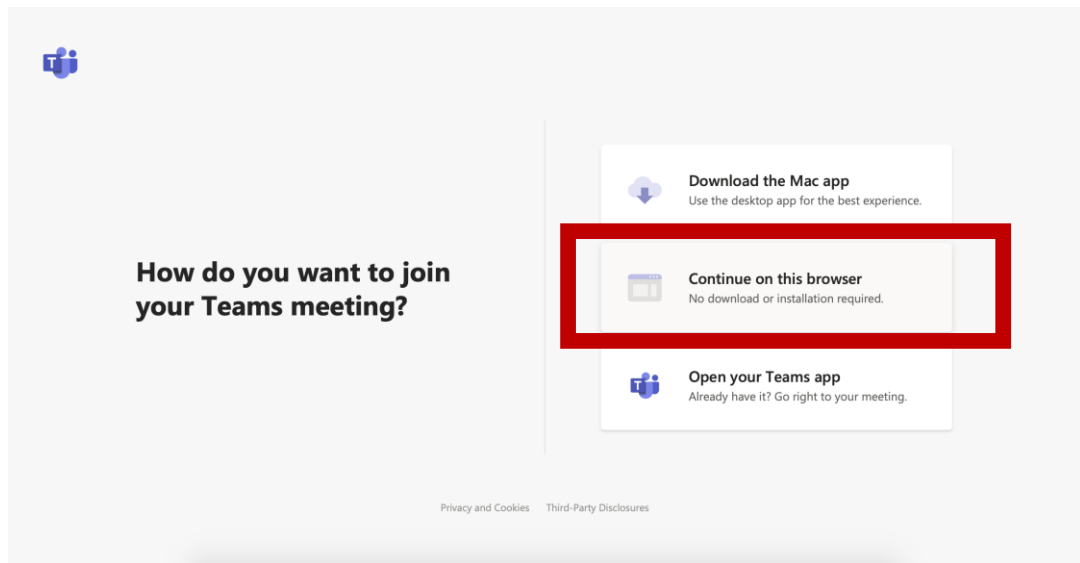 How do you want to join
your Teams meeting?
Download the Mac app
Use the desktop app for the best experience.
Continue on this browser
No download or installation required.
Open your Teams app
Already have it? Go right to your meeting.
Privacy and Cookies Third-Party Disclosures